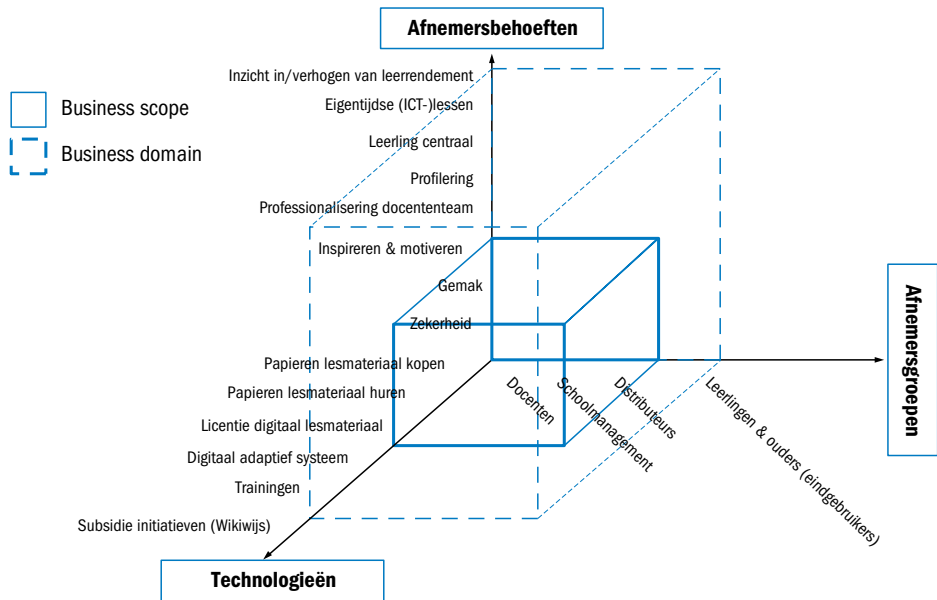 Afnemersbehoeften
Inzicht in/verhogen van leerrendement
Eigentijdse (ICT-)lessen
Leerling centraal
Profilering
Professionalisering docententeam
Inspireren & motiveren
Gemak
Zekerheid
Business scope
Business domain
Papieren lesmateriaal kopen
Papieren lesmateriaal huren
Licentie digitaal lesmateriaal
Digitaal adaptief systeem
Trainingen
Subsidie initiatieven (Wikiwijs)
Technologieën
Docenten
Schoolmanagement
Distributeurs
Leerlingen & ouders (eindgebruikers)
Afnemersgroepen